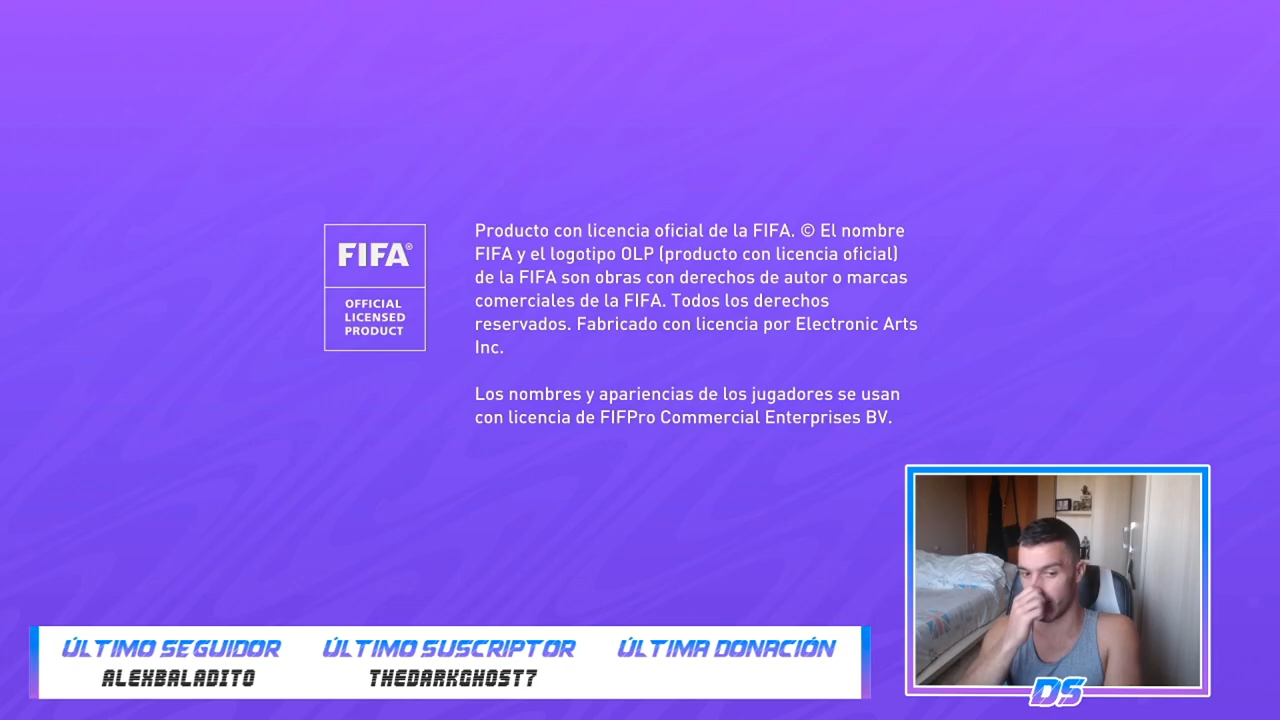 FIFA®
OFFICIAL
LICENSED
PRODUCT
Producto con licencia oficial de la FIFA. © El nombre
FIFA y el logotipo OLP (producto con licencia oficial)
de la FIFA son obras con derechos de autor o marcas
comerciales de la FIFA. Todos los derechos
reservados. Fabricado con licencia por Electronic Arts
Inc.
Los nombres y apariencias de los jugadores se usan
con licencia de FIFPro Commercial Enterprises BV.
ÚLTIMO SEGUIDOR
ALEXBALADITO
ÚLTIMO SUSCRIPTOR
THEDARKGHOST7
ÚLTIMA DONACIÓN
DS